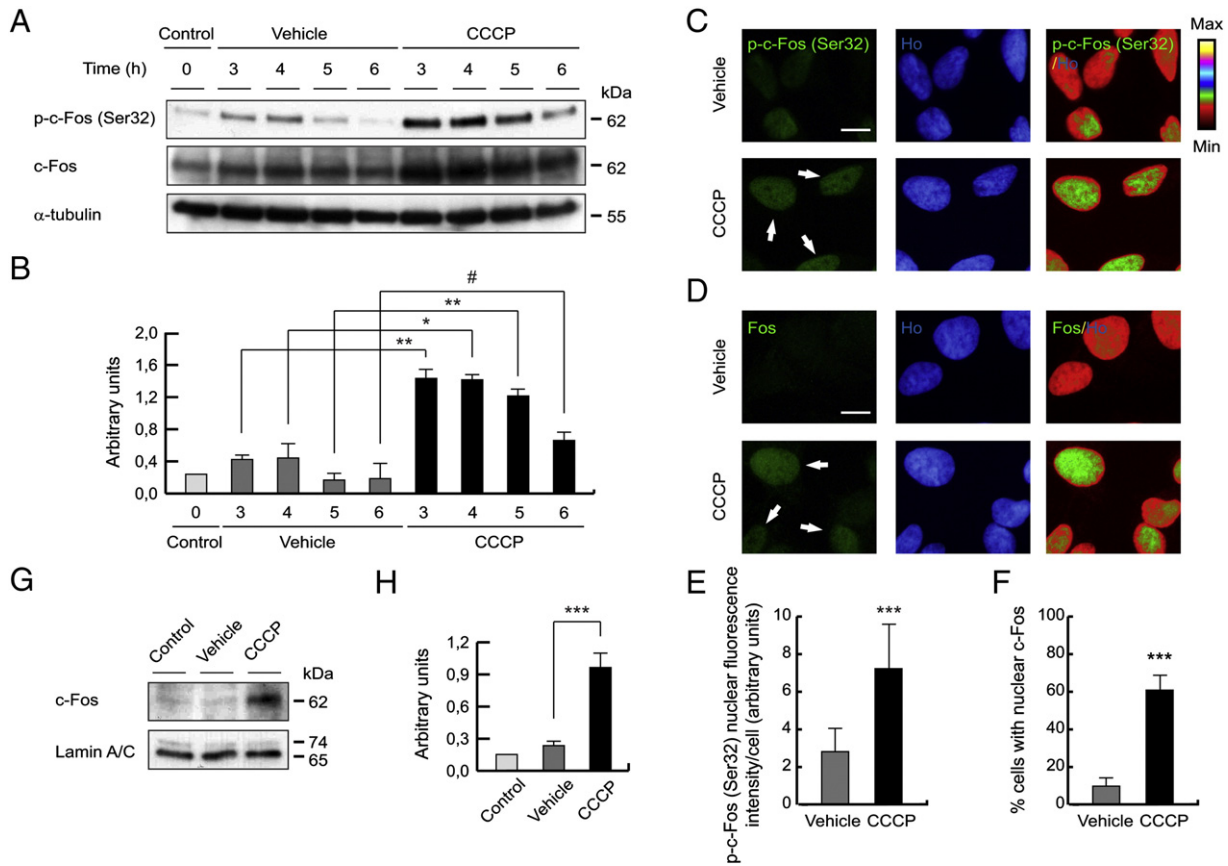 A
Control Vehicle CCCP
Time (h) 0 3 4 5 6 3 4 5 6
kDa
p-c-Fos (Ser32) 62
c-Fos 62
α-tubulin 55
B
Arbitrary units
2,0
1,6
1,2
0,8
0,4
0,0
#
**
*
**
0 3 4 5 6 3 4 5 6
Control Vehicle CCCP
C
Vehicle
p-c-Fos (Ser32) Ho p-c-Fos (Ser32)
/Ho
Max
Min
CCCP
D
Vehicle
Fos Ho Fos/Ho
CCCP
G
Control Vehicle CCCP
kDa
c-Fos 62
Lamin A/C 74
65
H
Arbitrary units
1,2
0,9
0,6
0,3
0,0
***
Control Vehicle CCCP
E
p-c-Fos (Ser32) nuclear fluorescence
intensity/cell (arbitrary units)
10
8
6
4
2
0
***
Vehicle CCCP
F
% cells with nuclear c-Fos
100
80
60
40
20
0
***
Vehicle CCCP